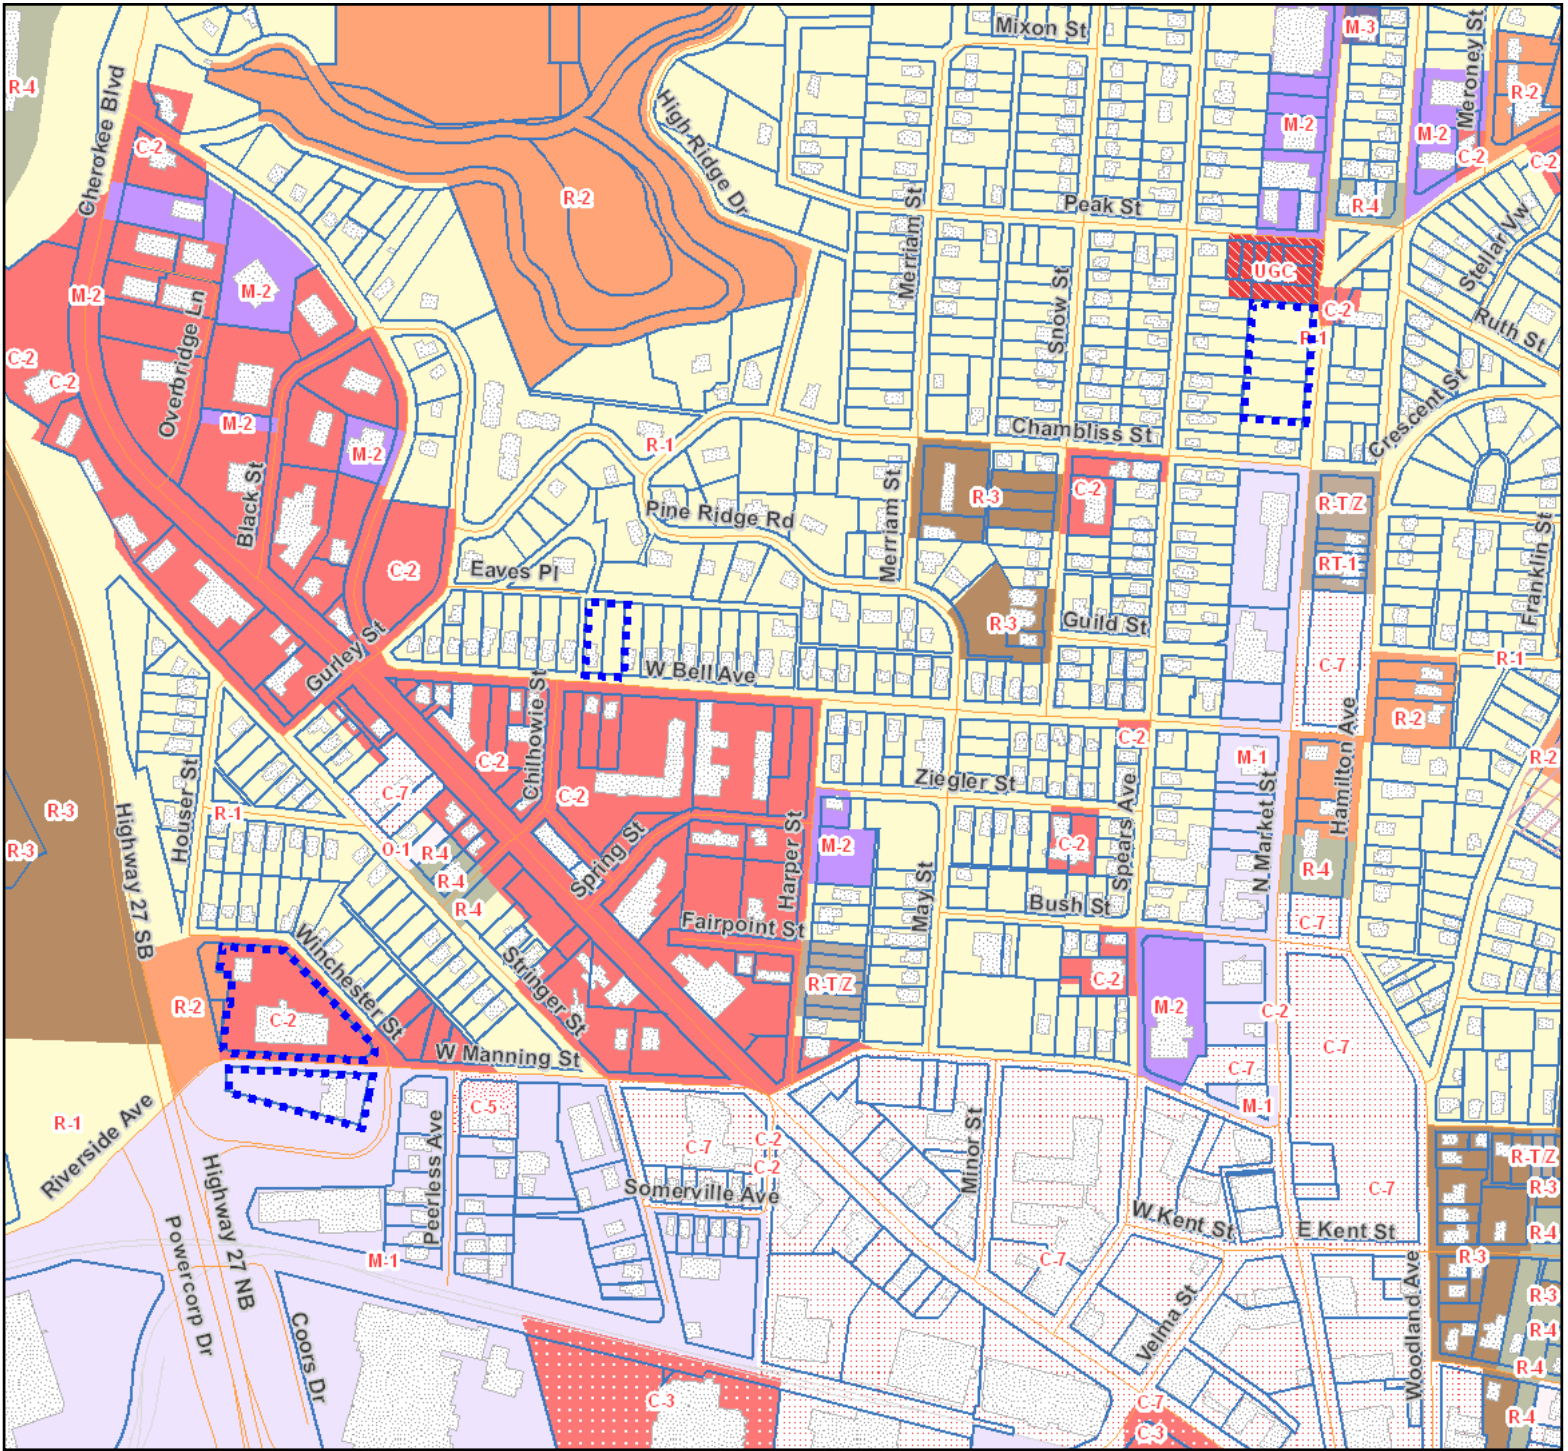 Mixon St
M-3
Meroney St
R-4
R-2
Cherokee Blvd
High Ridge Dr
M-2
M-2
C-2
C-2
C-2
R-2
Merriam St
Peak St
R-4
Stellar Vw
M-2
M-2
UGC
Overbridge Ln
Snow St
C-2
R-1
Ruth St
C-2
C-2
M-2
M-2
Crescent St
R-1
Chambliss St
Black St
Merriam St
R-3
C-2
R-T/Z
Pine Ridge Rd
Franklin St
Eaves Pl
C-2
RT-1
R-3
Guild St
Gurley St
W Bell Ave
C-7
R-1
Chilhowie St
C-2
R-2
Hamilton Ave
C-2
M-1
R-2
Houser St
C-7
C-2
Ziegler St
Spears Ave
N Market St
R-3
R-1
Highway 27 SB
R-3
O-1
R-4
Spring St
Harper St
M-2
C-2
R-4
R-4
R-4
May St
Bush St
Fairpoint St
C-7
Winchester St
Stringer St
R-T/Z
C-2
R-2
C-2
M-2
C-2
W Manning St
C-7
C-7
Riverside Ave
R-1
C-5
M-1
Peerless Ave
Minor St
C-7
C-2
C-2
R-T/Z
R-3
Somerville Ave
C-7
Highway 27 NB
Powercorp Dr
W Kent St
E Kent St
R-4
M-1
C-7
R-3
Woodland Ave
R-3
Coors Dr
Velma St
R-4
R-4
C-3
C-7
C-3
R-4